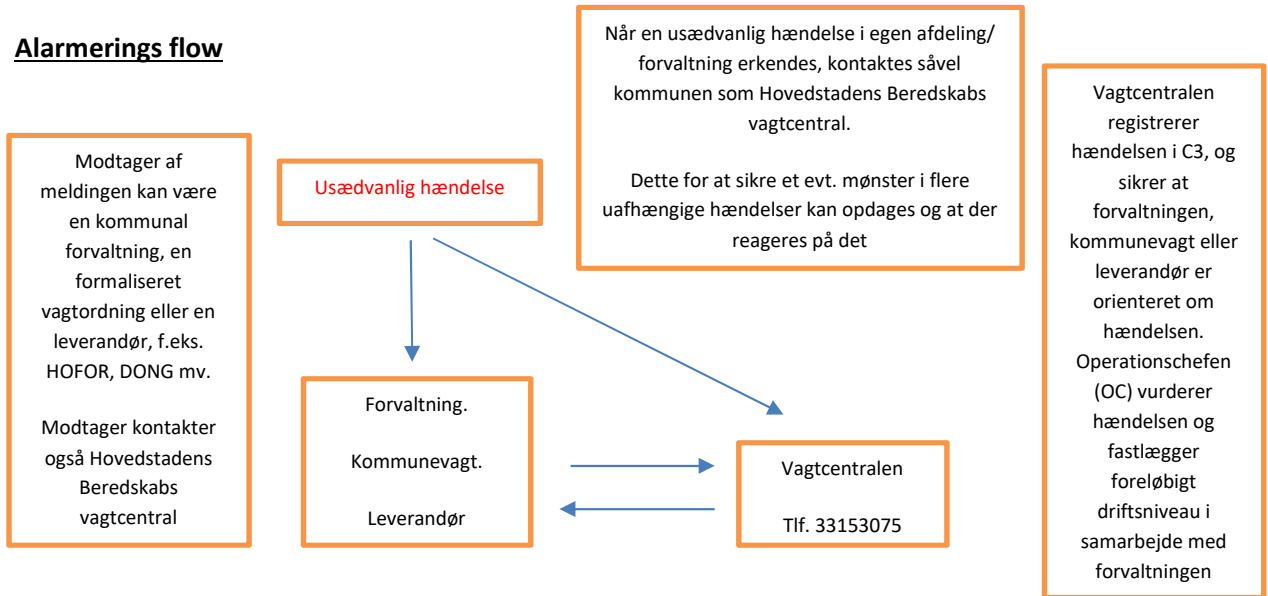 Alarmerings flow
Når en usædvanlig hændelse i egen afdeling/
forvaltning erkendes, kontaktes såvel
kommunen som Hovedstadens Beredskabs
vagtcentral.
Dette for at sikre et evt. mønster i flere
uafhængige hændelser kan opdages og at der
reageres på det
Modtager af
meldingen kan være
en kommunal
forvaltning, en
formaliseret
vagtordning eller en
leverandør, f.eks.
HOFOR, DONG mv.
Modtager kontakter
også Hovedstadens
Beredskabs
vagtcentral
Usædvanlig hændelse
Forvaltning.
Kommunevagt.
Leverandør
Vagtcentralen
Tlf. 33153075
Vagtcentralen
registrerer
hændelsen i C3, og
sikrer at
forvaltningen,
kommunevagt eller
leverandør er
orienteret om
hændelsen.
Operationschefen
(OC) vurderer
hændelsen og
fastlægger
foreløbigt
driftsniveau i
samarbejde med
forvaltningen